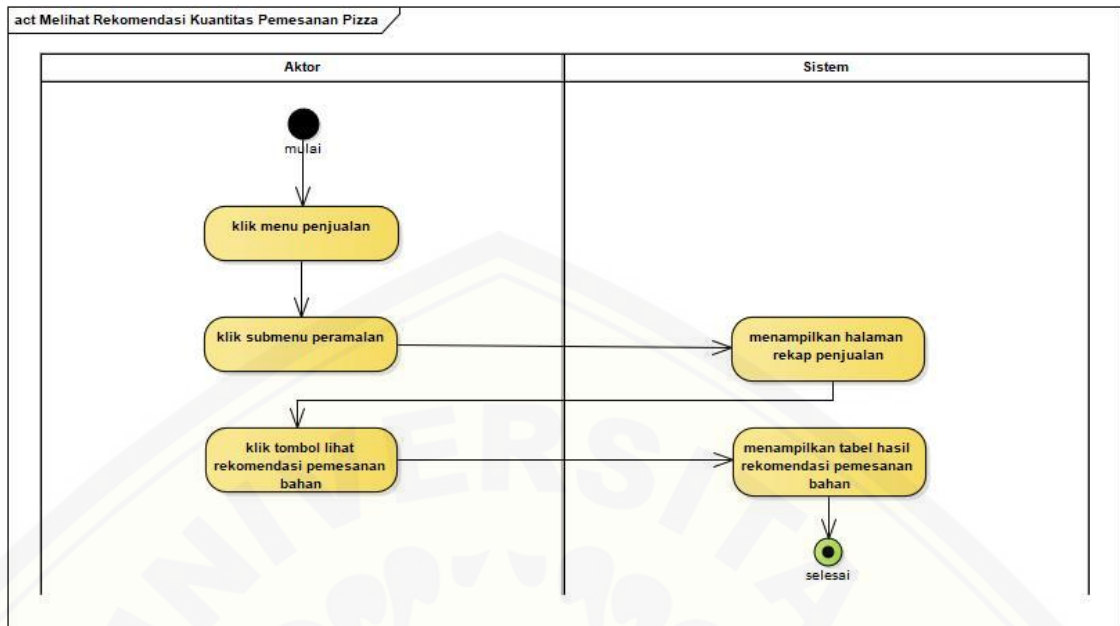 act Melihat Rekomendasi Kuantitas Pemesanan Pizza
Aktor
Sistem
mulai
klik menu penjualan
klik submenu peramalan
menampilkan halaman
rekap penjualan
klik tombol lihat
rekomendasi pemesanan
bahan
menampilkan tabel hasil
rekomendasi pemesanan
bahan
selesai
UNIVERSITA